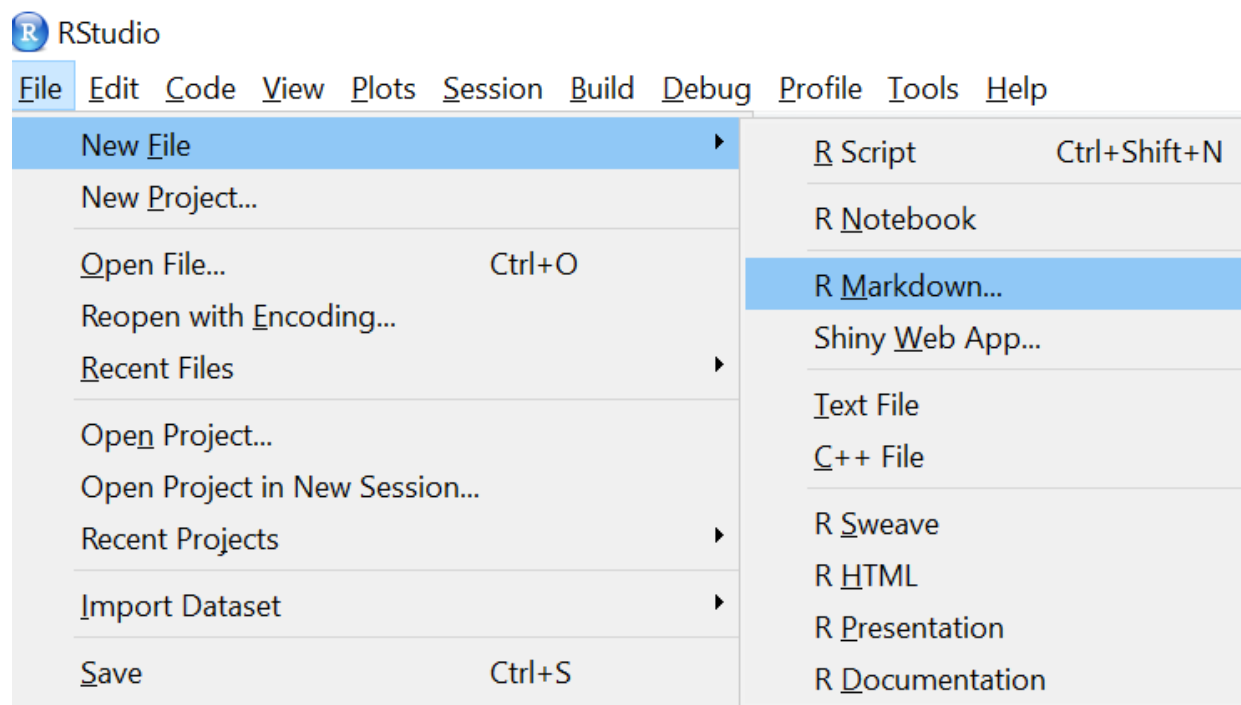 R RStudio
File Edit Code View Plots Session Build Debug Profile Tools Help
New File
New Project...
Open File... Ctrl+O
Reopen with Encoding...
Recent Files
Open Project...
Open Project in New Session...
Recent Projects
Import Dataset
Save Ctrl+S
R Script Ctrl+Shift+N
R Notebook
R Markdown...
Shiny Web App...
Text File
C++ File
R Sweave
R HTML
R Presentation
R Documentation